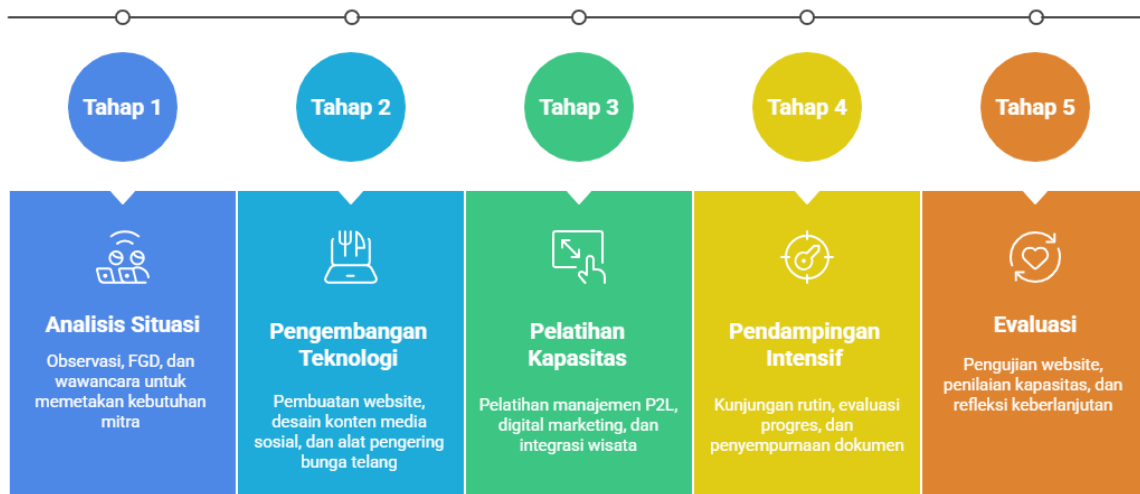 Tahap 1
Tahap 2
Tahap 3
Tahap 4
Tahap 5
Analisis Situasi
Observasi, FGD, dan
wawancara untuk
memetakan kebutuhan
mitra
Pengembangan
Teknologi
Pembuatan website,
desain konten media
sosial, dan alat pengering
bunga telang
Pelatihan
Kapasitas
Pelatihan manajemen P2L,
digital marketing, dan
integrasi wisata
Pendampingan
Intensif
Kunjungan rutin, evaluasi
progres, dan
penyempurnaan dokumen
Evaluasi
Pengujian website,
penilaian kapasitas, dan
refleksi keberlanjutan